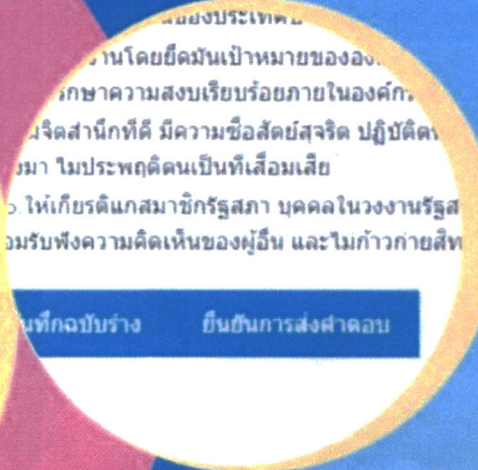 ของประเทศ
งานโดยยึดมันเป้าหมายขององ
รักษาความสงบเรียบร้อยภายในองค์กร
จิตสำนึกที่ดี มีความซื่อสัตย์สุจริต ปฏิบัติต
มา ไมประพฤติตนเป็นที่เสื่อมเสีย
ให้เกียรติแกสมาชิกรัฐสภา บุคคลในวงงานรัฐส
อมรับฟังความคิดเห็นของผู้อื่น และไม่ก้าวก่ายสิท
นทึกฉบับร่าง ยืนยันการส่งคำตอบ